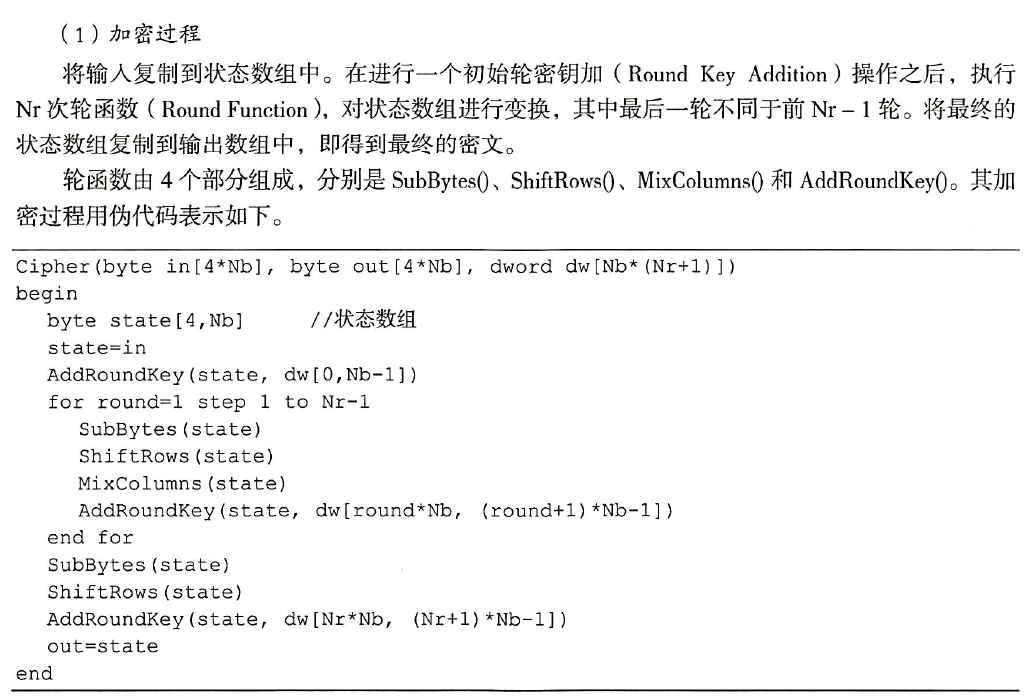 （1）加密过程
将输入复制到状态数组中。在进行一个初始轮密钥加（Round Key Addition）操作之后，执行
Nr 次轮函数（Round Function），对状态数组进行变换，其中最后一轮不同于前 Nr – 1 轮。将最终的
状态数组复制到输出数组中，即得到最终的密文。
轮函数由 4 个部分组成，分别是 SubBytes()、ShiftRows()、MixColumns() 和 AddRoundKey()。其加
密过程用伪代码表示如下。
Cipher(byte in[4*Nb], byte out[4*Nb], dword dw[Nb*(Nr+1)])
begin
byte state[4,Nb] //状态数组
state=in
AddRoundKey(state, dw[0,Nb-1])
for round=1 step 1 to Nr-1
SubBytes(state)
ShiftRows(state)
MixColumns(state)
AddRoundKey(state, dw[round*Nb, (round+1)*Nb-1])
end for
SubBytes(state)
ShiftRows(state)
AddRoundKey(state, dw[Nr*Nb, (Nr+1)*Nb-1])
out=state
end